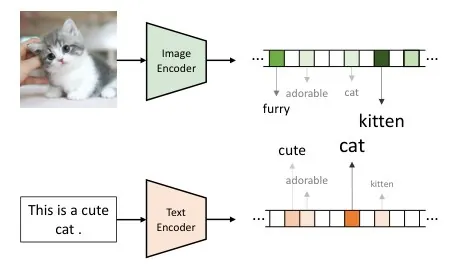 Image
Encoder
...
...
adorable
cat
furry
kitten
cute
cat
adorable
kitten
This is a cute
cat .
Text
Encoder
...
...